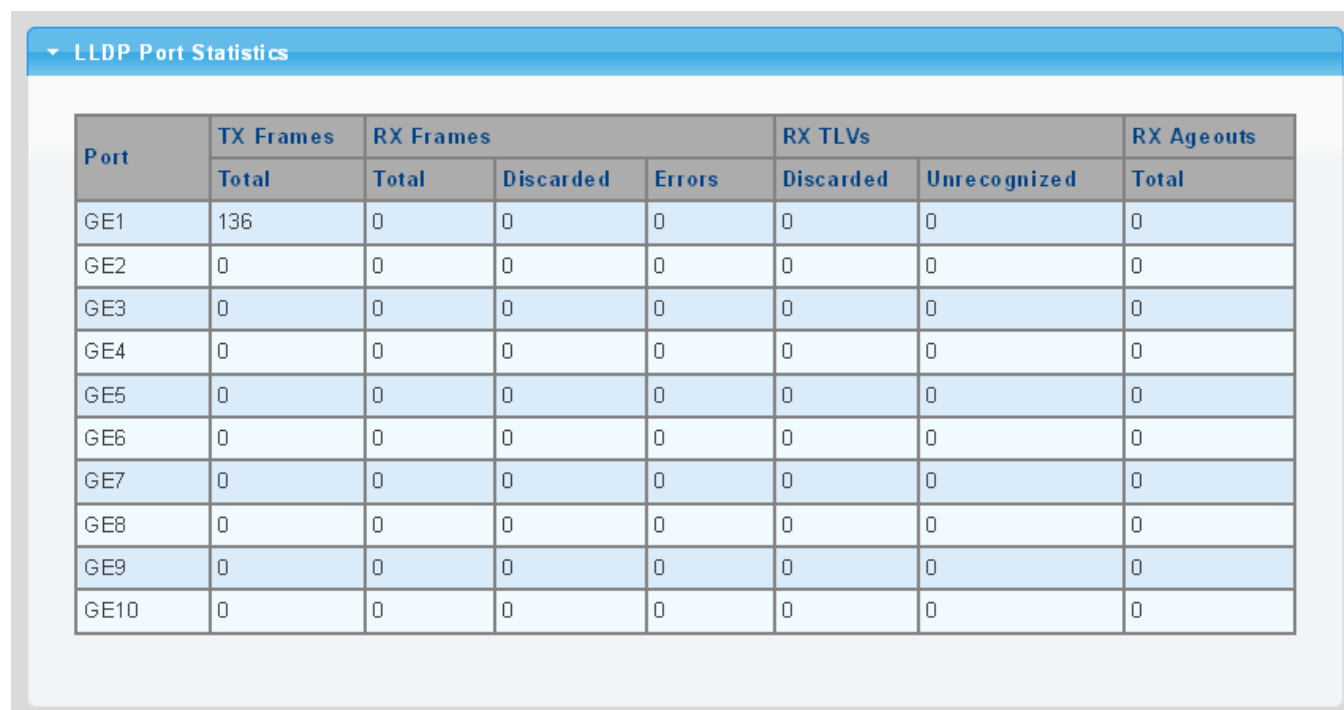 LLDP Port Statistics
Port TX Frames RX Frames RX TLVs RX Ageouts
Total Total Discarded Errors Discarded Unrecognized Total
GE1 136 0 0 0 0 0 0
GE2 0 0 0 0 0 0 0
GE3 0 0 0 0 0 0 0
GE4 0 0 0 0 0 0 0
GE5 0 0 0 0 0 0 0
GE6 0 0 0 0 0 0 0
GE7 0 0 0 0 0 0 0
GE8 0 0 0 0 0 0 0
GE9 0 0 0 0 0 0 0
GE10 0 0 0 0 0 0 0